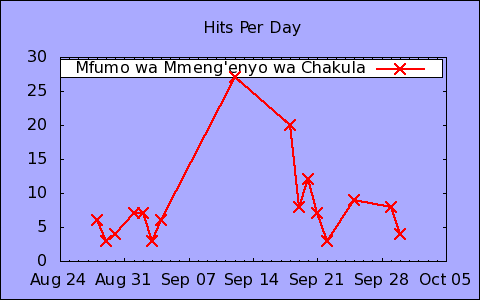 Hits Per Day
Mfumo wa Mmeng'enyo wa Chakula
30
25
20
15
10
5
0
Aug 24 Aug 31 Sep 07 Sep 14 Sep 21 Sep 28 Oct 05